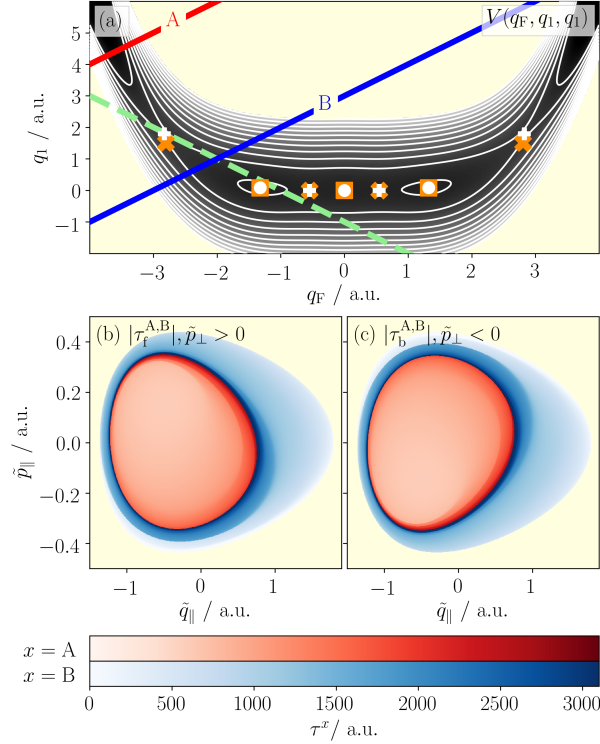 (a)
V(q_F, q_1, q_1)
A
B
5
4
3
2
1
0
−1
q_1 / a.u.
−3 −2 −1 0 1 2 3
q_F / a.u.
(b) |τ_f^{A,B}|, p̃_⊥ > 0
(c) |τ_b^{A,B}|, p̃_⊥ < 0
0.4
0.2
0.0
−0.2
−0.4
p̃_∥ / a.u.
−1 0 1
−1 0 1
q̃_∥ / a.u.
q̃_∥ / a.u.
x = A
x = B
0 500 1000 1500 2000 2500 3000
τ^x / a.u.